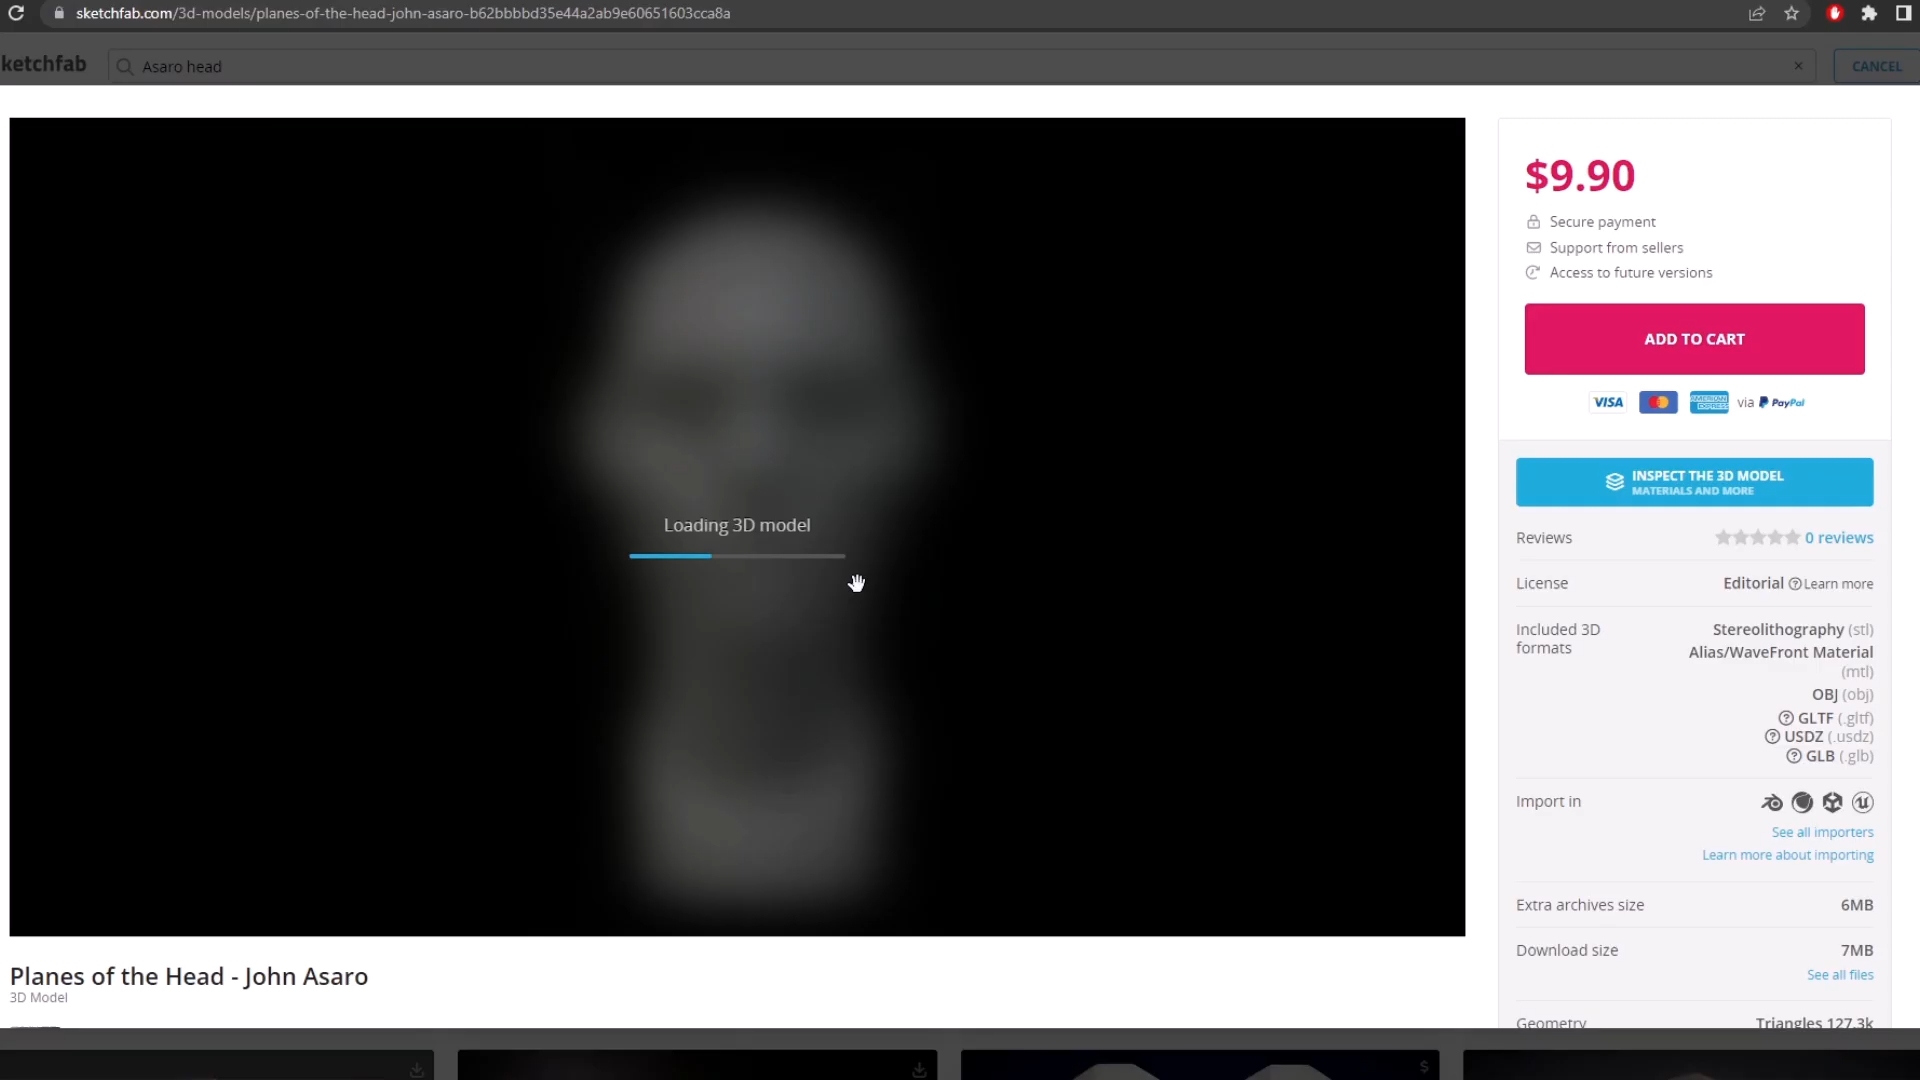 sketchfab.com/3d-models/planes-of-the-head-john-asaro-b62bbbbd35e44a2ab9e60651603cca8a
ketchfab
Asaro head
×
CANCEL
$9.90
Secure payment
Support from sellers
Access to future versions
ADD TO CART
VISA
AMERICAN EXPRESS
via PayPal
INSPECT THE 3D MODEL
MATERIALS AND MORE
Reviews
0 reviews
License
Editorial ? Learn more
Included 3D
formats
Stereolithography (stl)
Alias/WaveFront Material
(mtl)
OBJ (obj)
? GLTF (.gltf)
? USDZ (.usdz)
? GLB (.glb)
Import in
See all importers
Learn more about importing
Extra archives size
6MB
Download size
7MB
See all files
Geometry
Triangles 127.3k
Loading 3D model
Planes of the Head - John Asaro
3D Model
$